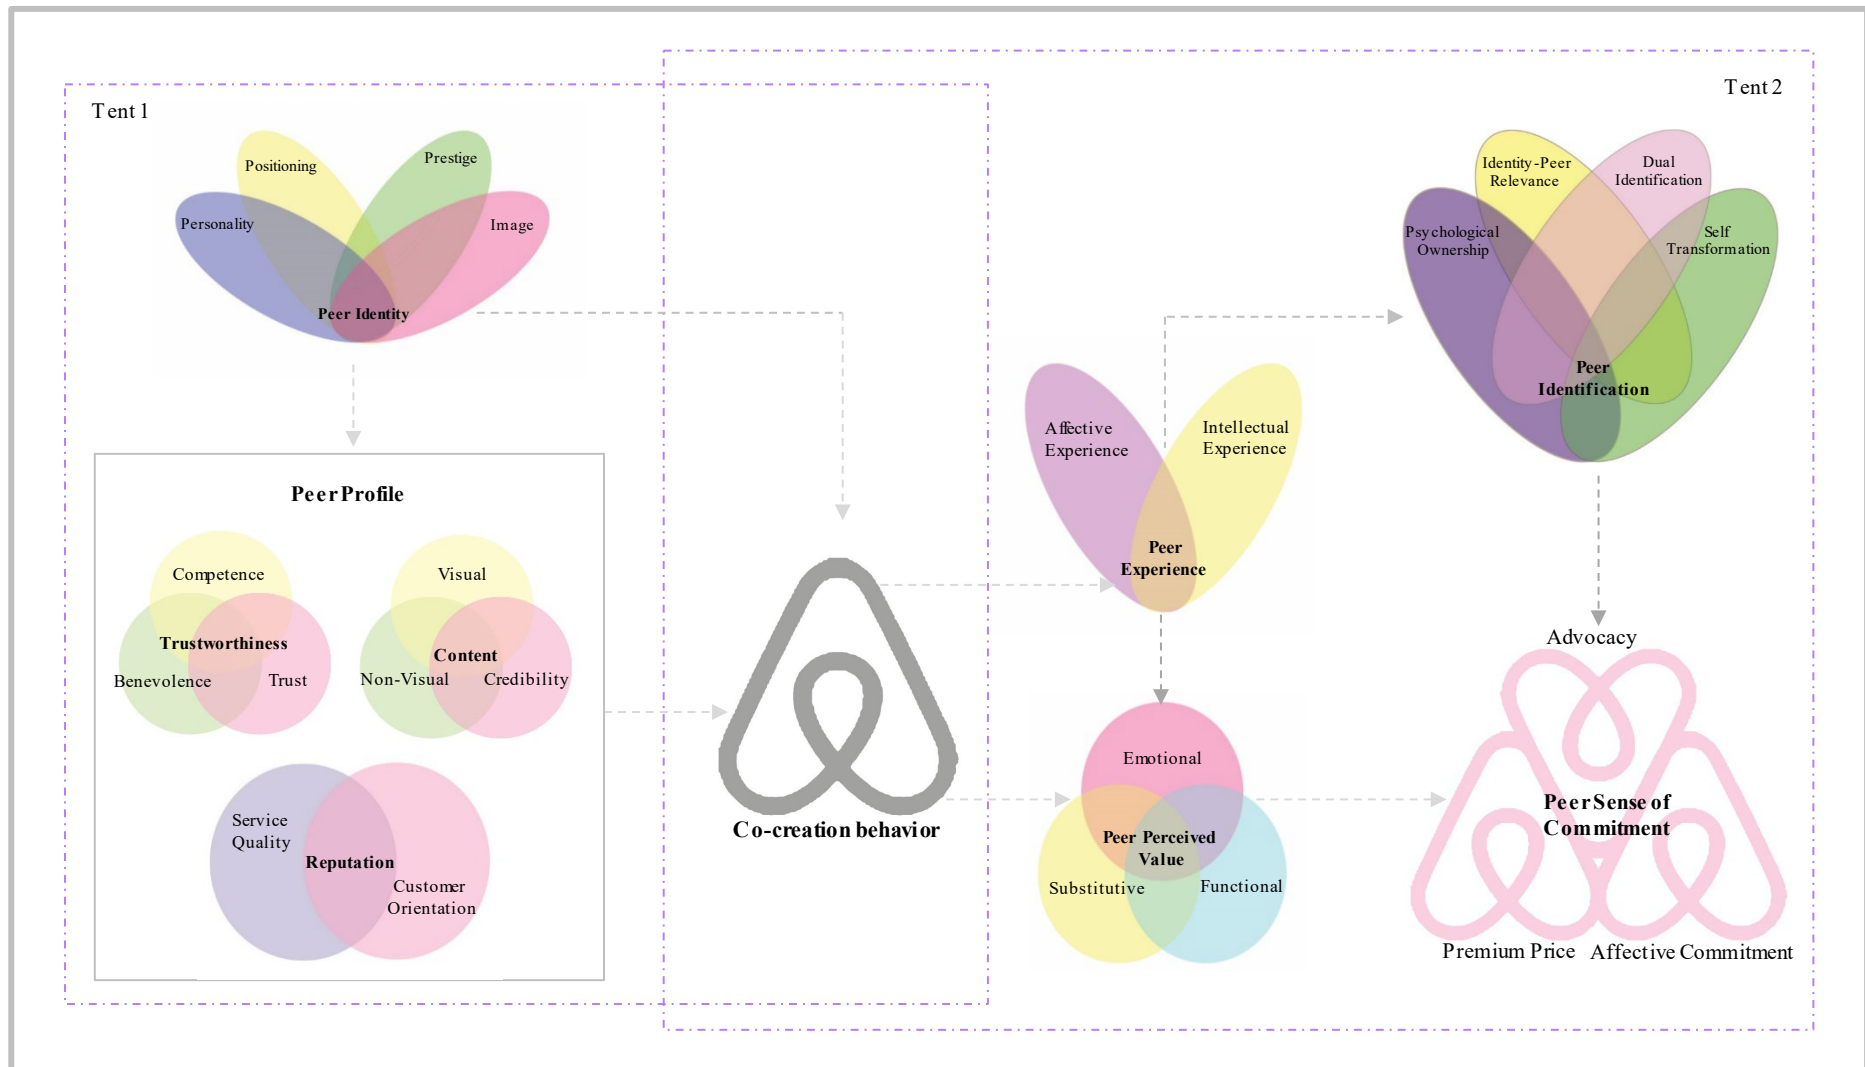 Tent 1
Tent 2
Positioning
Prestige
Personality
Image
Peer Identity
Identity-Peer
Relevance
Dual
Identification
Psychological
Ownership
Self
Transformation
Peer
Identification
Affective
Experience
Intellectual
Experience
Peer
Experience
Peer Profile
Competence
Trustworthiness
Benevolence
Trust
Visual
Content
Non-Visual
Credibility
Service
Quality
Reputation
Customer
Orientation
Co-creation behavior
Emotional
Peer Perceived
Value
Substitutive
Functional
Advocacy
Peer Sense of
Commitment
Premium Price
Affective Commitment